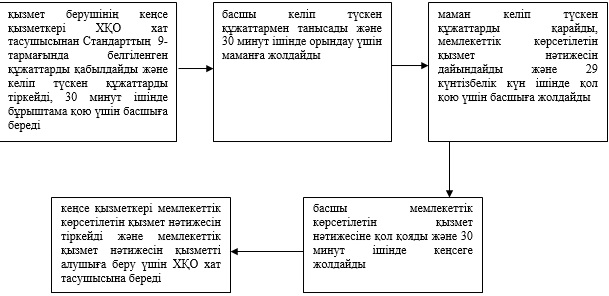 қызмет берушінің кеңсе
қызметкері ХҚО хат
тасушысынан Стандарттың 9-
тармағында белгіленген
құжаттарды қабылдайды және
келіп түскен құжаттарды
тіркейді, 30 минут ішінде
бұрыштама қою үшін басшыға
береді
басшы келіп түскен
құжаттармен танысады және
30 минут ішінде орындау үшін
маманға жолдайды
маман келіп түскен
құжаттарды қарайды,
мемлекеттік көрсетілетін
қызмет нәтижесін
дайындайды және 29
күнтізбелік күн ішінде қол
қою үшін басшыға жолдайды
басшы мемлекеттік
көрсетілетін қызмет
нәтижесіне қол қояды және 30
минут ішінде кеңсеге
жолдайды
кеңсе қызметкері мемлекеттік
көрсетілетін қызмет нәтижесін
тіркейді және мемлекеттік
қызмет нәтижесін қызметті
алушыға беру үшін ХҚО хат
тасушысына береді